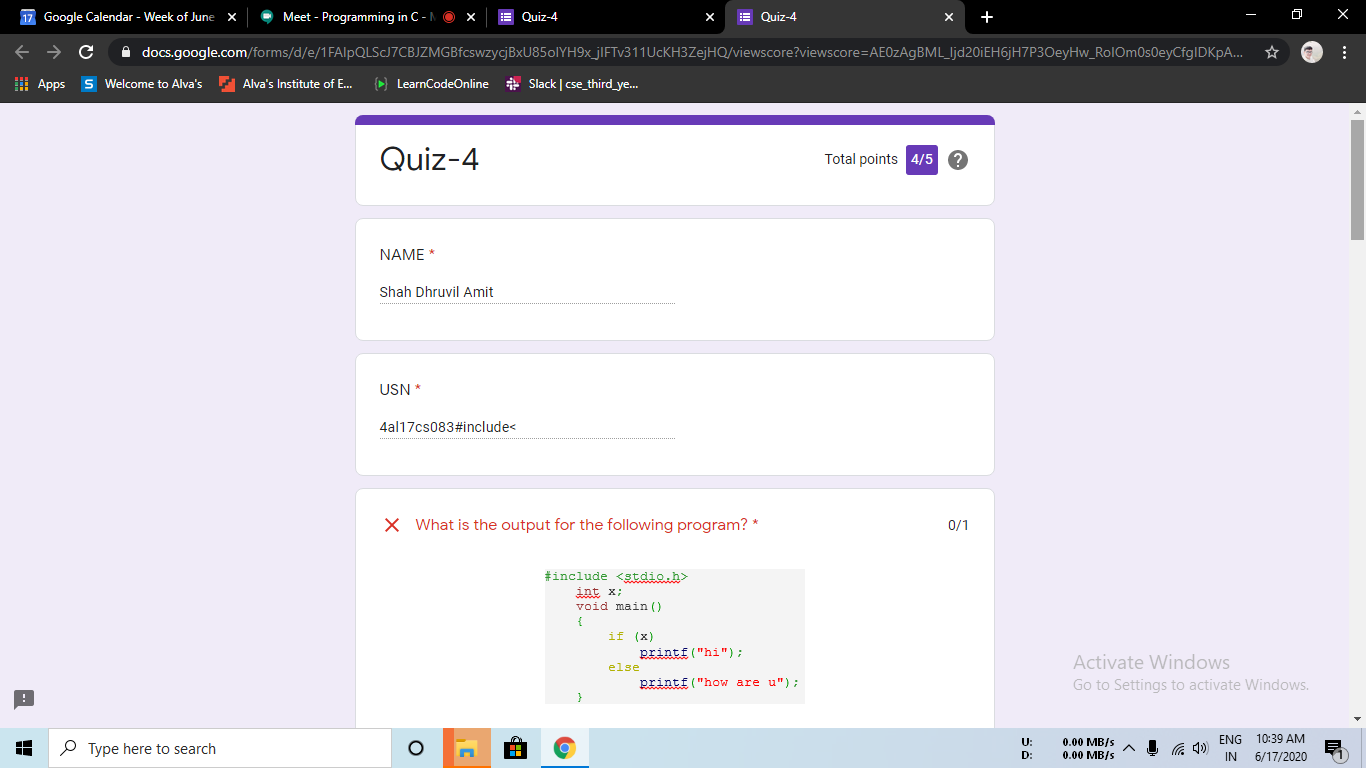 Google Calendar - Week of June
Meet - Programming in C -
Quiz-4
Quiz-4
docs.google.com/forms/d/e/1FAIpQLScJ7CBJZMGBfcswzycjBxU85oIYH9x_jIFTv311UcKH3ZejHQ/viewscore?viewscore=AE0zAgBML_Ijd20iEH6jH7P3OeyHw_RoIOm0s0eyCfgIDKpA...
Apps
Welcome to Alva's
Alva's Institute of E...
LearnCodeOnline
Slack | cse_third_ye...
Quiz-4
Total points 4/5
NAME *
Shah Dhruvil Amit
USN *
4al17cs083#include<
What is the output for the following program? *
0/1
#include <stdio.h>
int x;
void main()
{
if (x)
printf("hi");
else
printf("how are u");
}
Activate Windows
Go to Settings to activate Windows.
Type here to search
U: 0.00 MB/s
D: 0.00 MB/s
ENG
IN
10:39 AM
6/17/2020
1